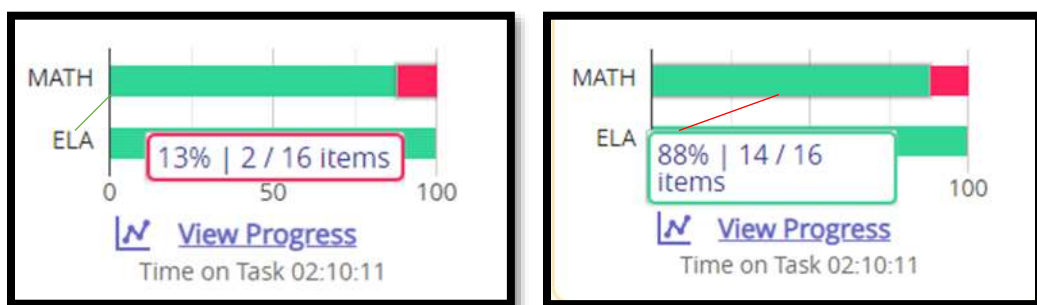 MATH
ELA
13% | 2 / 16 items
0 50 100
View Progress
Time on Task 02:10:11
MATH
ELA
88% | 14 / 16
items
100
View Progress
Time on Task 02:10:11